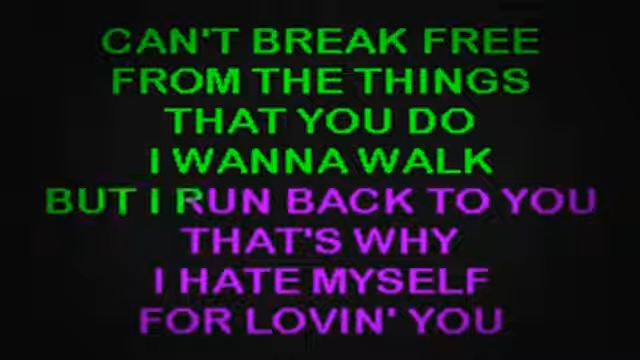 CAN'T BREAK FREE
FROM THE THINGS
THAT YOU DO
I WANNA WALK
BUT I RUN BACK TO YOU
THAT'S WHY
I HATE MYSELF
FOR LOVIN' YOU